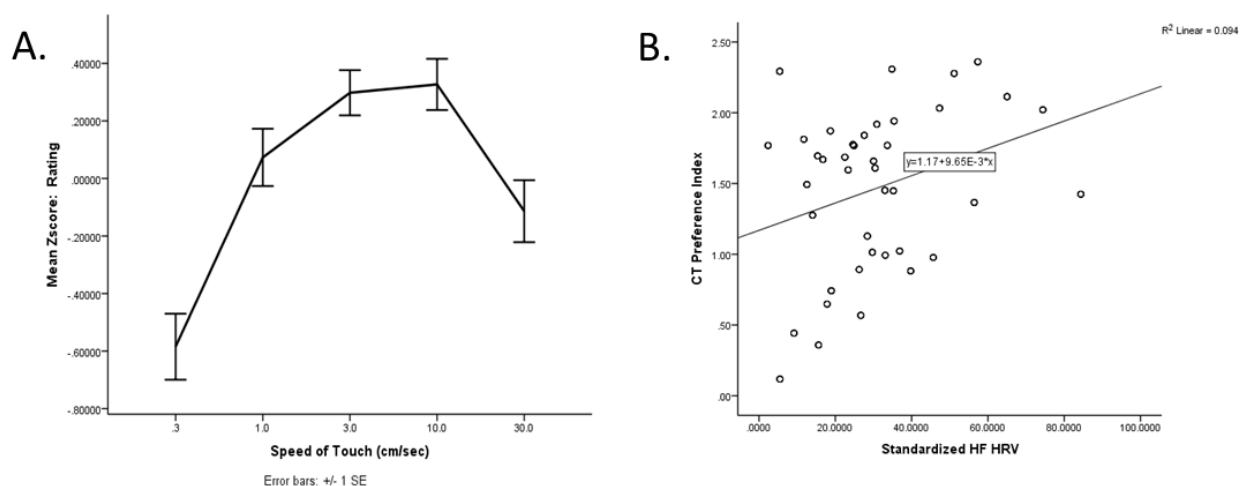 A.
Mean Zscore: Rating
.40000
.20000
.00000
-.20000
-.40000
-.60000
-.80000
.3
1.0
3.0
10.0
30.0
Speed of Touch (cm/sec)
Error bars: +/- 1 SE
B.
R² Linear = 0.094
CT Preference Index
2.50
2.00
1.50
1.00
.50
.00
y=1.17+9.65E-3*x
.0000
20.0000
40.0000
60.0000
80.0000
100.0000
Standardized HF HRV